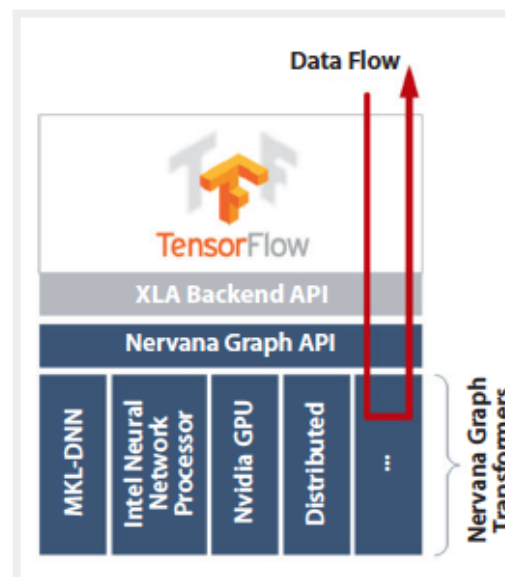 Data Flow
TensorFlow
XLA Backend API
Nervana Graph API
MKL-DNN
Intel Neural
Network
Processor
Nvidia GPU
Distributed
...
Nervana Graph
Transformers